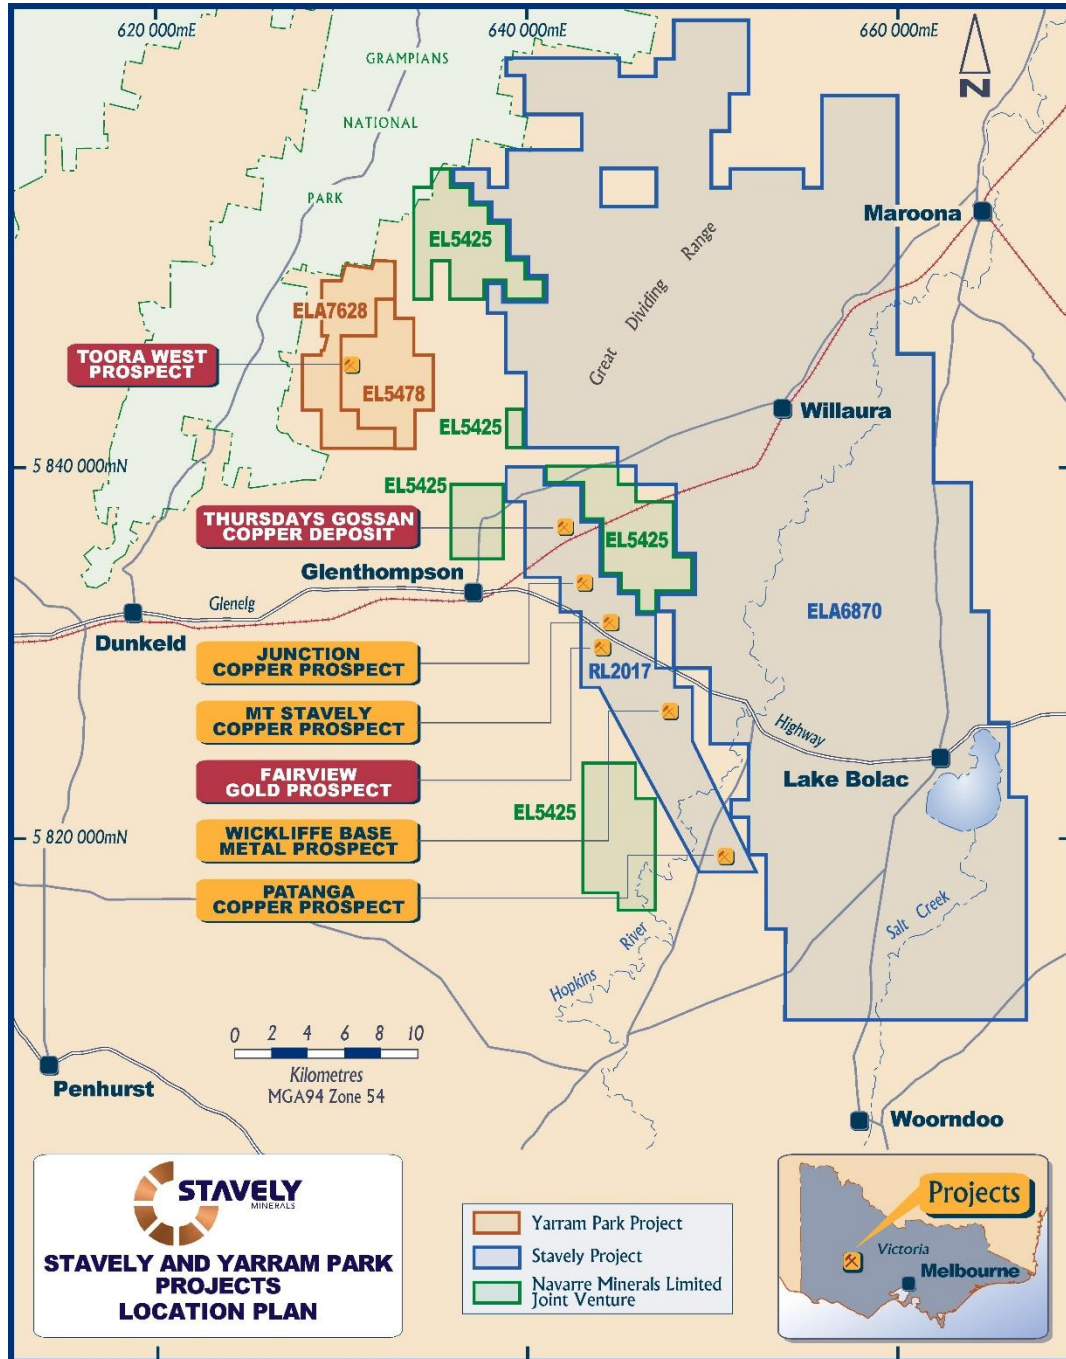 620 000mE
640 000mE
660 000mE
GRAMPIANS
NATIONAL
PARK
N
Maroona
EL5425
Great Dividing Range
ELA7628
TOORA WEST
PROSPECT
EL5478
Willaura
EL5425
5 840 000mN
EL5425
THURSDAYS GOSSAN
COPPER DEPOSIT
EL5425
Glenthompson
Glenelg
ELA6870
Dunkeld
JUNCTION
COPPER PROSPECT
RL2017
MT STAVELY
COPPER PROSPECT
Highway
FAIRVIEW
GOLD PROSPECT
Lake Bolac
EL5425
WICKLIFFE BASE
METAL PROSPECT
5 820 000mN
PATANGA
COPPER PROSPECT
Salt Creek
Hopkins River
0 2 4 6 8 10
Kilometres
MGA94 Zone 54
Penhurst
Woorndoo
STAVELY
MINERALS
STAVELY AND YARRAM PARK
PROJECTS
LOCATION PLAN
Yarram Park Project
Stavely Project
Navarre Minerals Limited
Joint Venture
Projects
Victoria
Melbourne